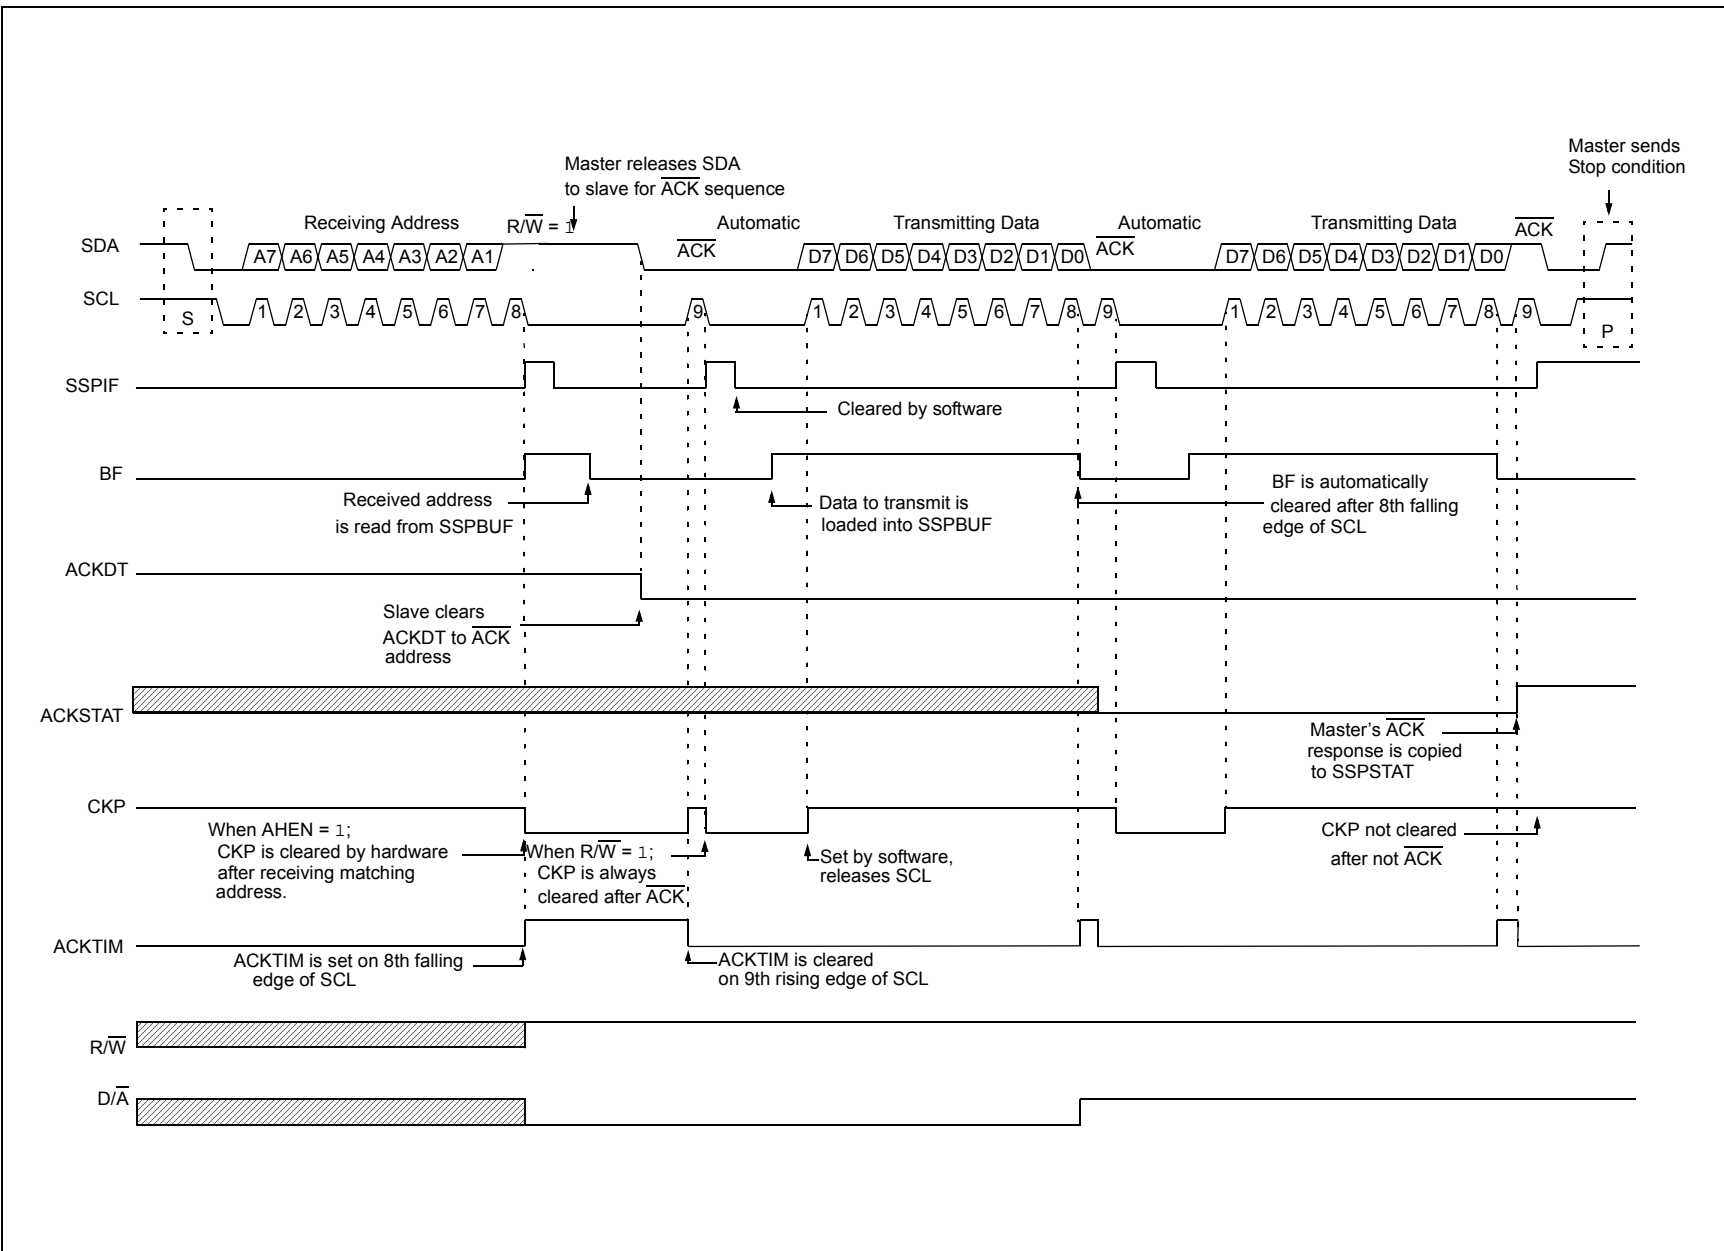 Master sends
Stop condition
Master releases SDA
to slave for ACK sequence
Receiving Address
R/W = 1
Automatic
Transmitting Data
Automatic
Transmitting Data
ACK
SDA
A7 A6 A5 A4 A3 A2 A1
ACK
D7 D6 D5 D4 D3 D2 D1 D0
ACK
D7 D6 D5 D4 D3 D2 D1 D0
SCL
S
1 2 3 4 5 6 7 8 9 1 2 3 4 5 6 7 8 9 1 2 3 4 5 6 7 8 9
P
SSPIF
Cleared by software
BF
Received address
is read from SSPBUF
Data to transmit is
loaded into SSPBUF
BF is automatically
cleared after 8th falling
edge of SCL
ACKDT
Slave clears
ACKDT to ACK
address
ACKSTAT
Master's ACK
response is copied
to SSPSTAT
CKP
When AHEN = 1;
CKP is cleared by hardware
after receiving matching
address.
When R/W = 1;
CKP is always
cleared after ACK
Set by software,
releases SCL
CKP not cleared
after not ACK
ACKTIM
ACKTIM is set on 8th falling
edge of SCL
ACKTIM is cleared
on 9th rising edge of SCL
R/W
D/A